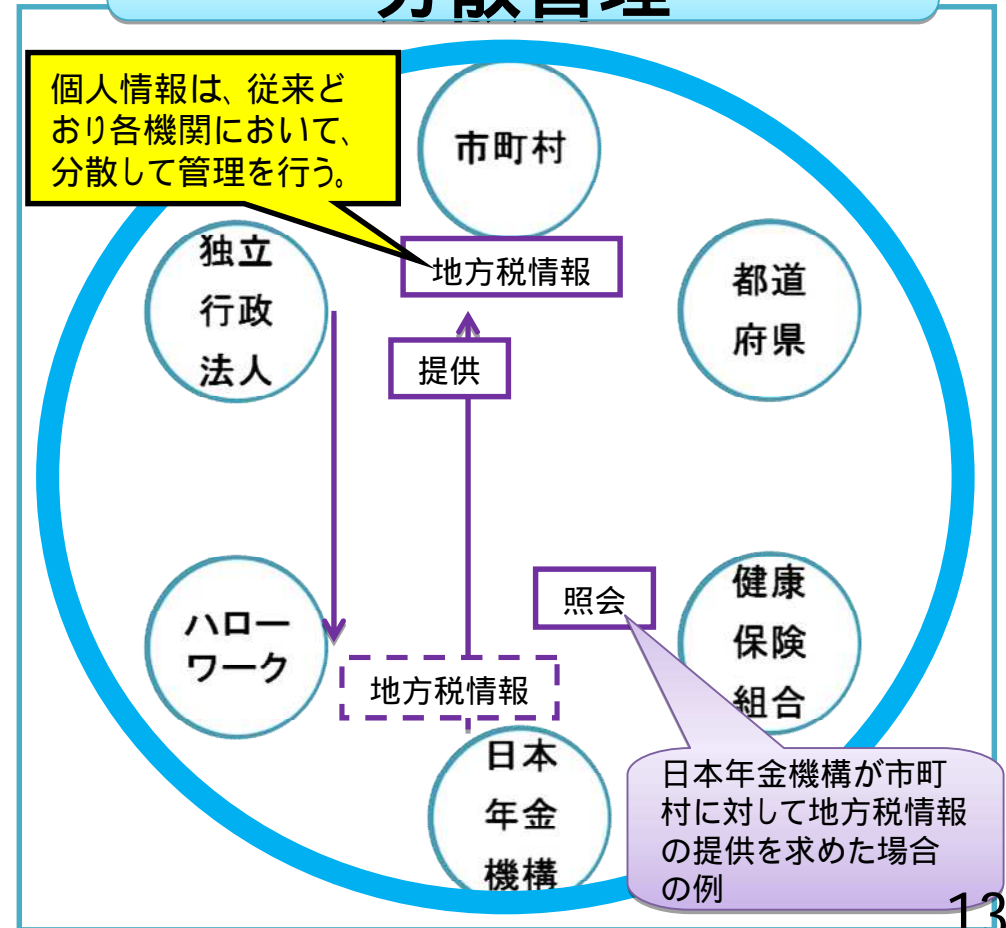 分散管理
個人情報は、従来ど
おり各機関において、
分散して管理を行う。
市町村
独立
行政
法人
地方税情報
都道
府県
提供
照会
健康
保険
組合
ハロー
ワーク
地方税情報
日本
年金
機構
日本年金機構が市町
村に対して地方税情報
の提供を求めた場合
の例
13